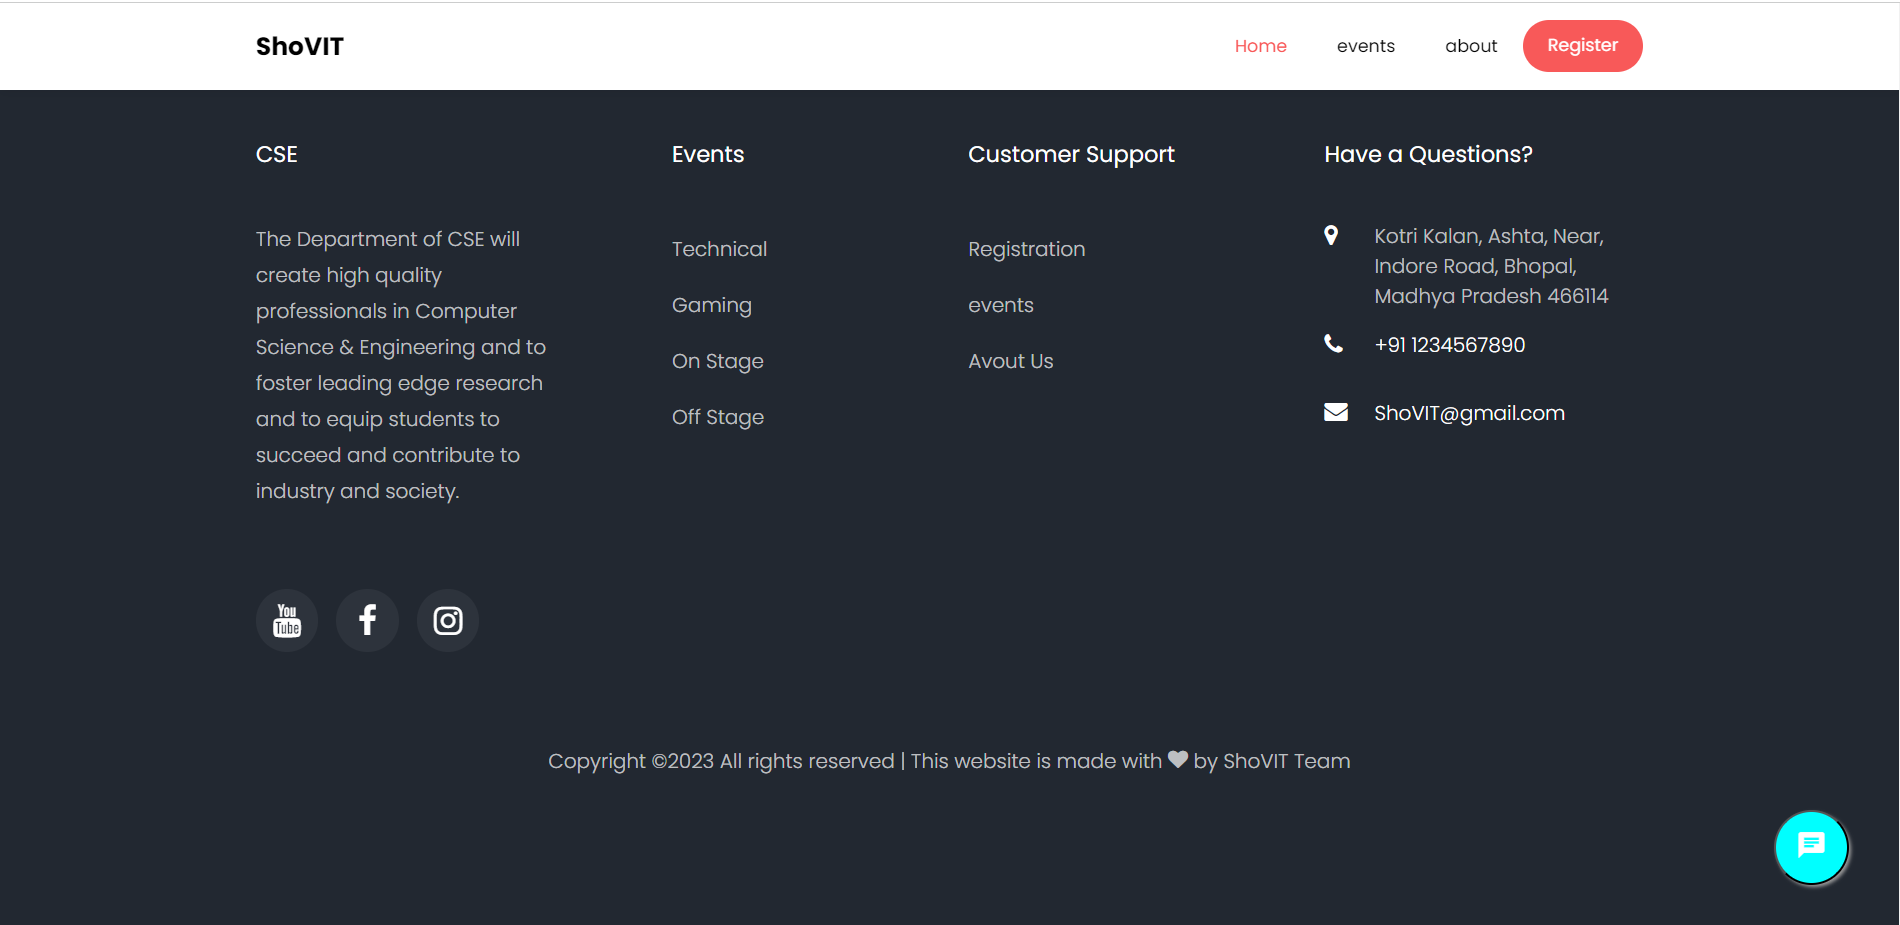 ShoVIT
Home events about Register
CSE
The Department of CSE will
create high quality
professionals in Computer
Science & Engineering and to
foster leading edge research
and to equip students to
succeed and contribute to
industry and society.
You
Tube
Events
Technical
Gaming
On Stage
Off Stage
Customer Support
Registration
events
Avout Us
Have a Questions?
Kotri Kalan, Ashta, Near,
Indore Road, Bhopal,
Madhya Pradesh 466114
+91 1234567890
ShoVIT@gmail.com
Copyright ©2023 All rights reserved | This website is made with ♥ by ShoVIT Team